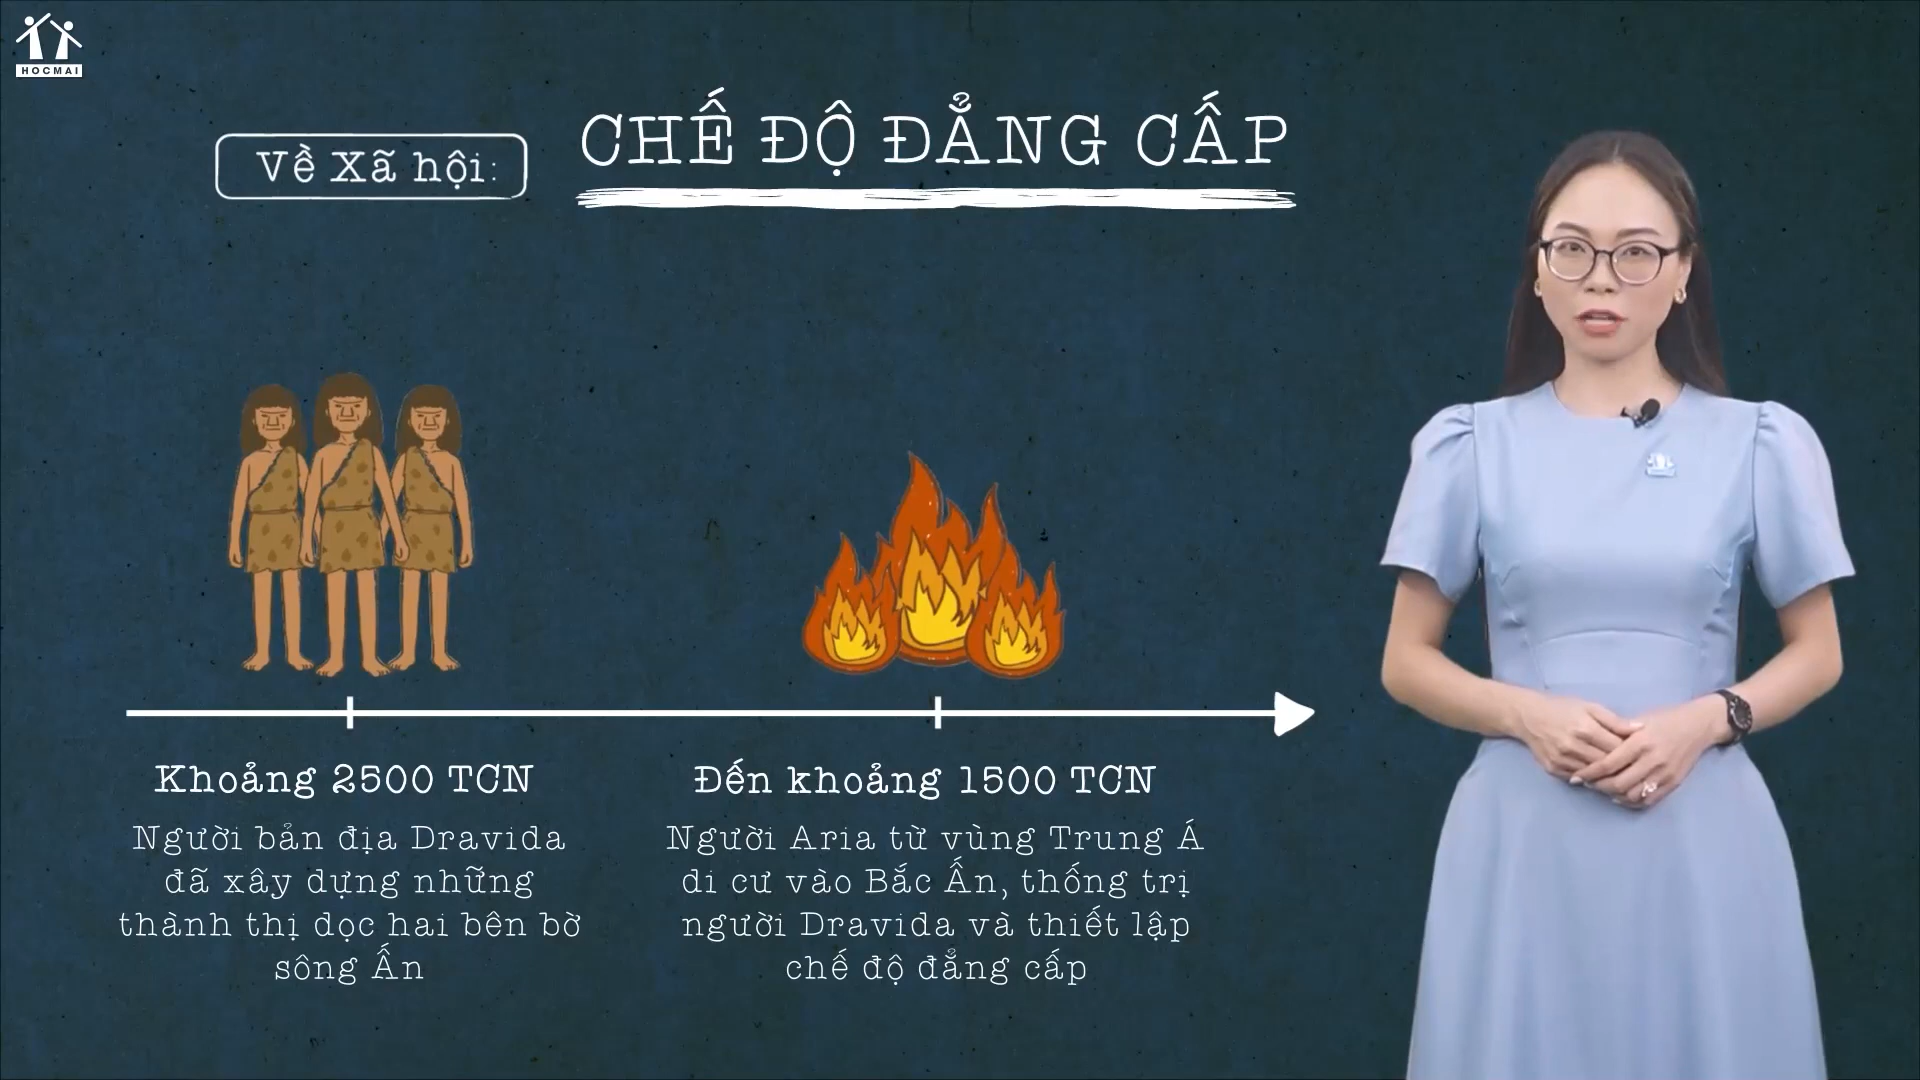 HOCMAI
Về Xã hội:
CHẾ ĐỘ ĐẲNG CẤP
Khoảng 2500 TCN
Người bản địa Dravida
đã xây dựng những
thành thị dọc hai bên bờ
sông Ấn
Đến khoảng 1500 TCN
Người Aria từ vùng Trung Á
di cư vào Bắc Ấn, thống trị
người Dravida và thiết lập
chế độ đẳng cấp